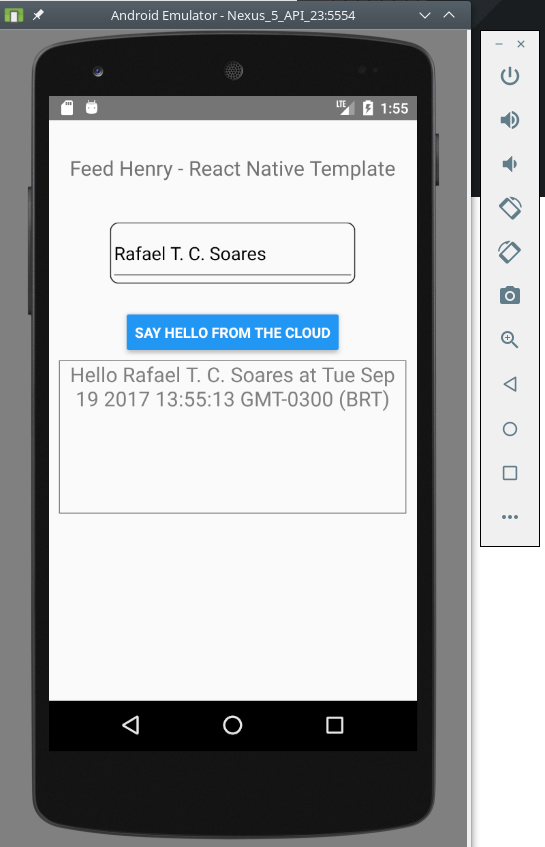 Android Emulator - Nexus_5_API_23:5554
LTE 1:55
Feed Henry - React Native Template
Rafael T. C. Soares
SAY HELLO FROM THE CLOUD
Hello Rafael T. C. Soares at Tue Sep
19 2017 13:55:13 GMT-0300 (BRT)